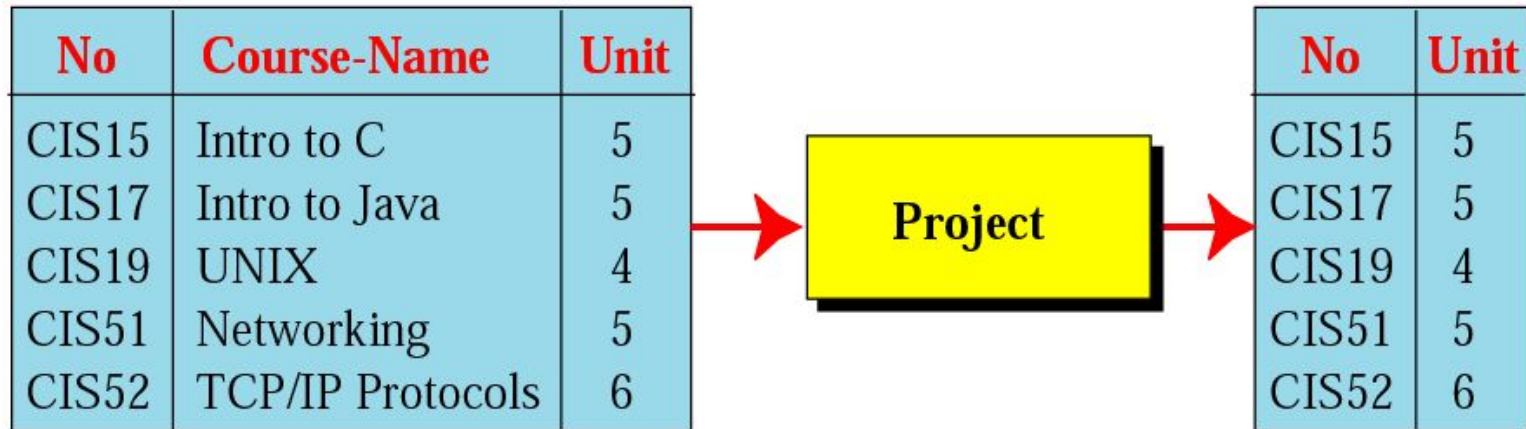 No Course-Name Unit
CIS15 Intro to C 5
CIS17 Intro to Java 5
CIS19 UNIX 4
CIS51 Networking 5
CIS52 TCP/IP Protocols 6
Project
No Unit
CIS15 5
CIS17 5
CIS19 4
CIS51 5
CIS52 6